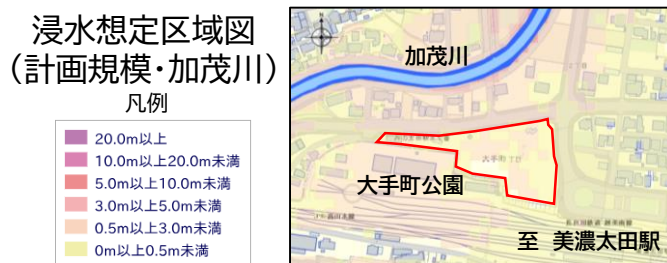 浸水想定区域図
(計画規模・加茂川)
凡例
20.0m以上
10.0m以上20.0m未満
5.0m以上10.0m未満
3.0m以上5.0m未満
0.5m以上3.0m未満
0m以上0.5m未満
加茂川
大手町公園
至 美濃太田駅